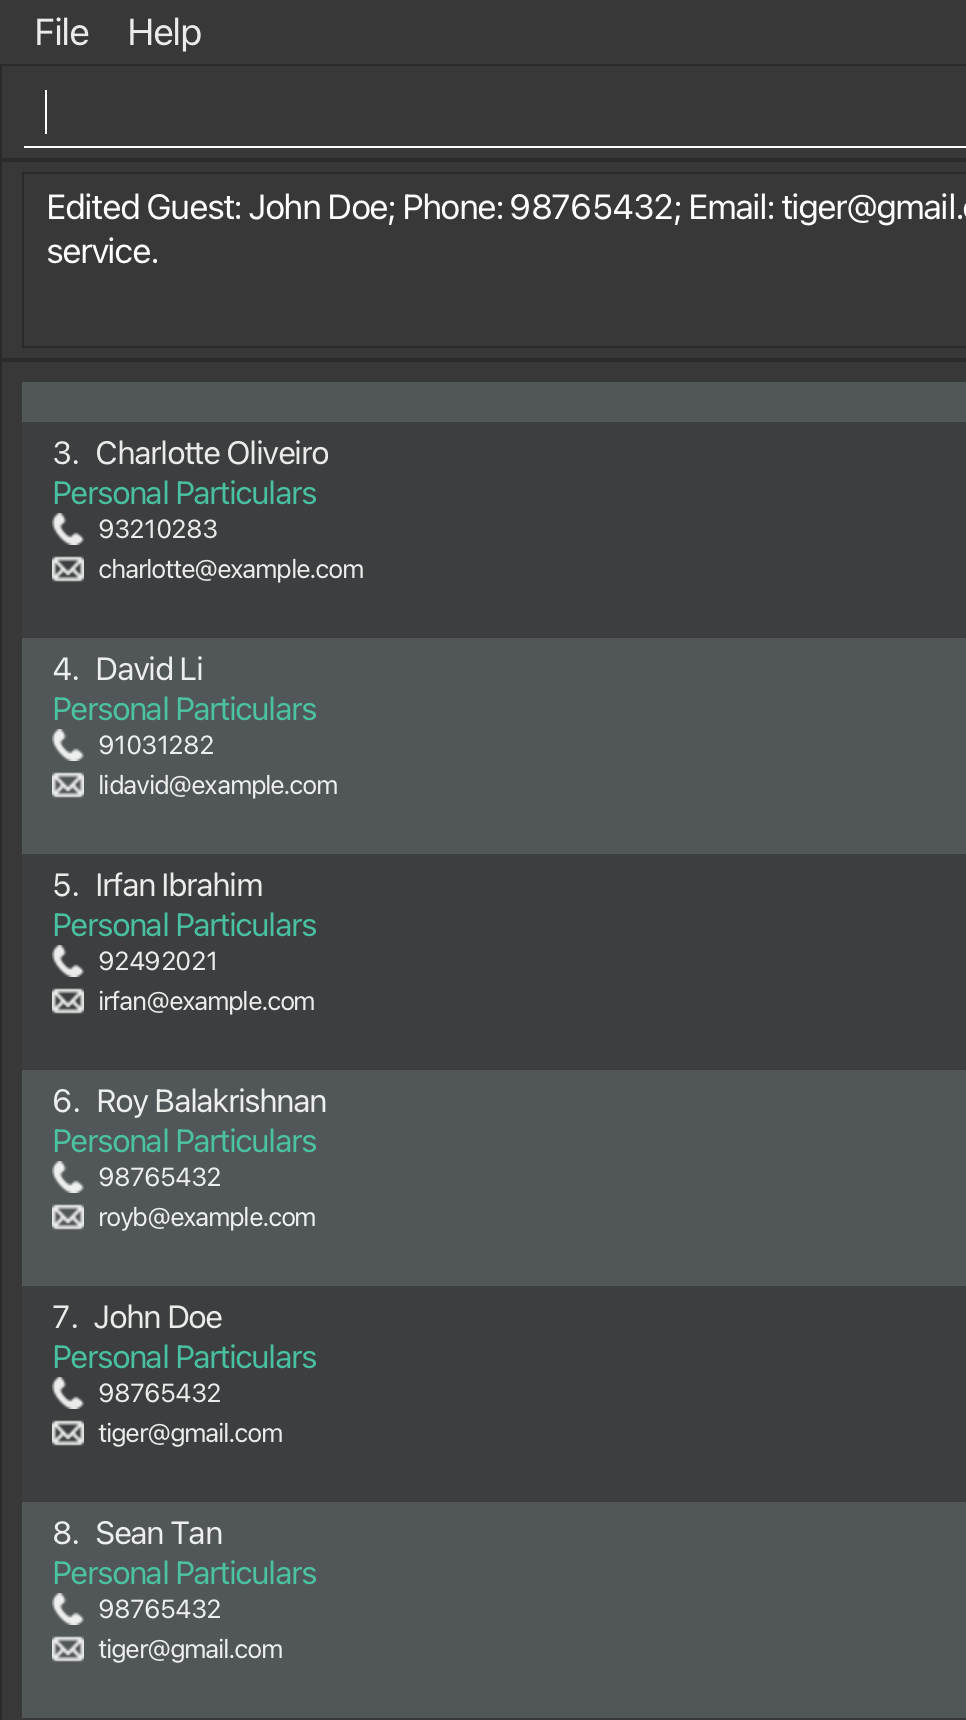 File Help
Edited Guest: John Doe; Phone: 98765432; Email: tiger@gmail.
service.
3. Charlotte Oliveiro
Personal Particulars
93210283
charlotte@example.com
4. David Li
Personal Particulars
91031282
lidavid@example.com
5. Irfan Ibrahim
Personal Particulars
92492021
irfan@example.com
6. Roy Balakrishnan
Personal Particulars
98765432
royb@example.com
7. John Doe
Personal Particulars
98765432
tiger@gmail.com
8. Sean Tan
Personal Particulars
98765432
tiger@gmail.com